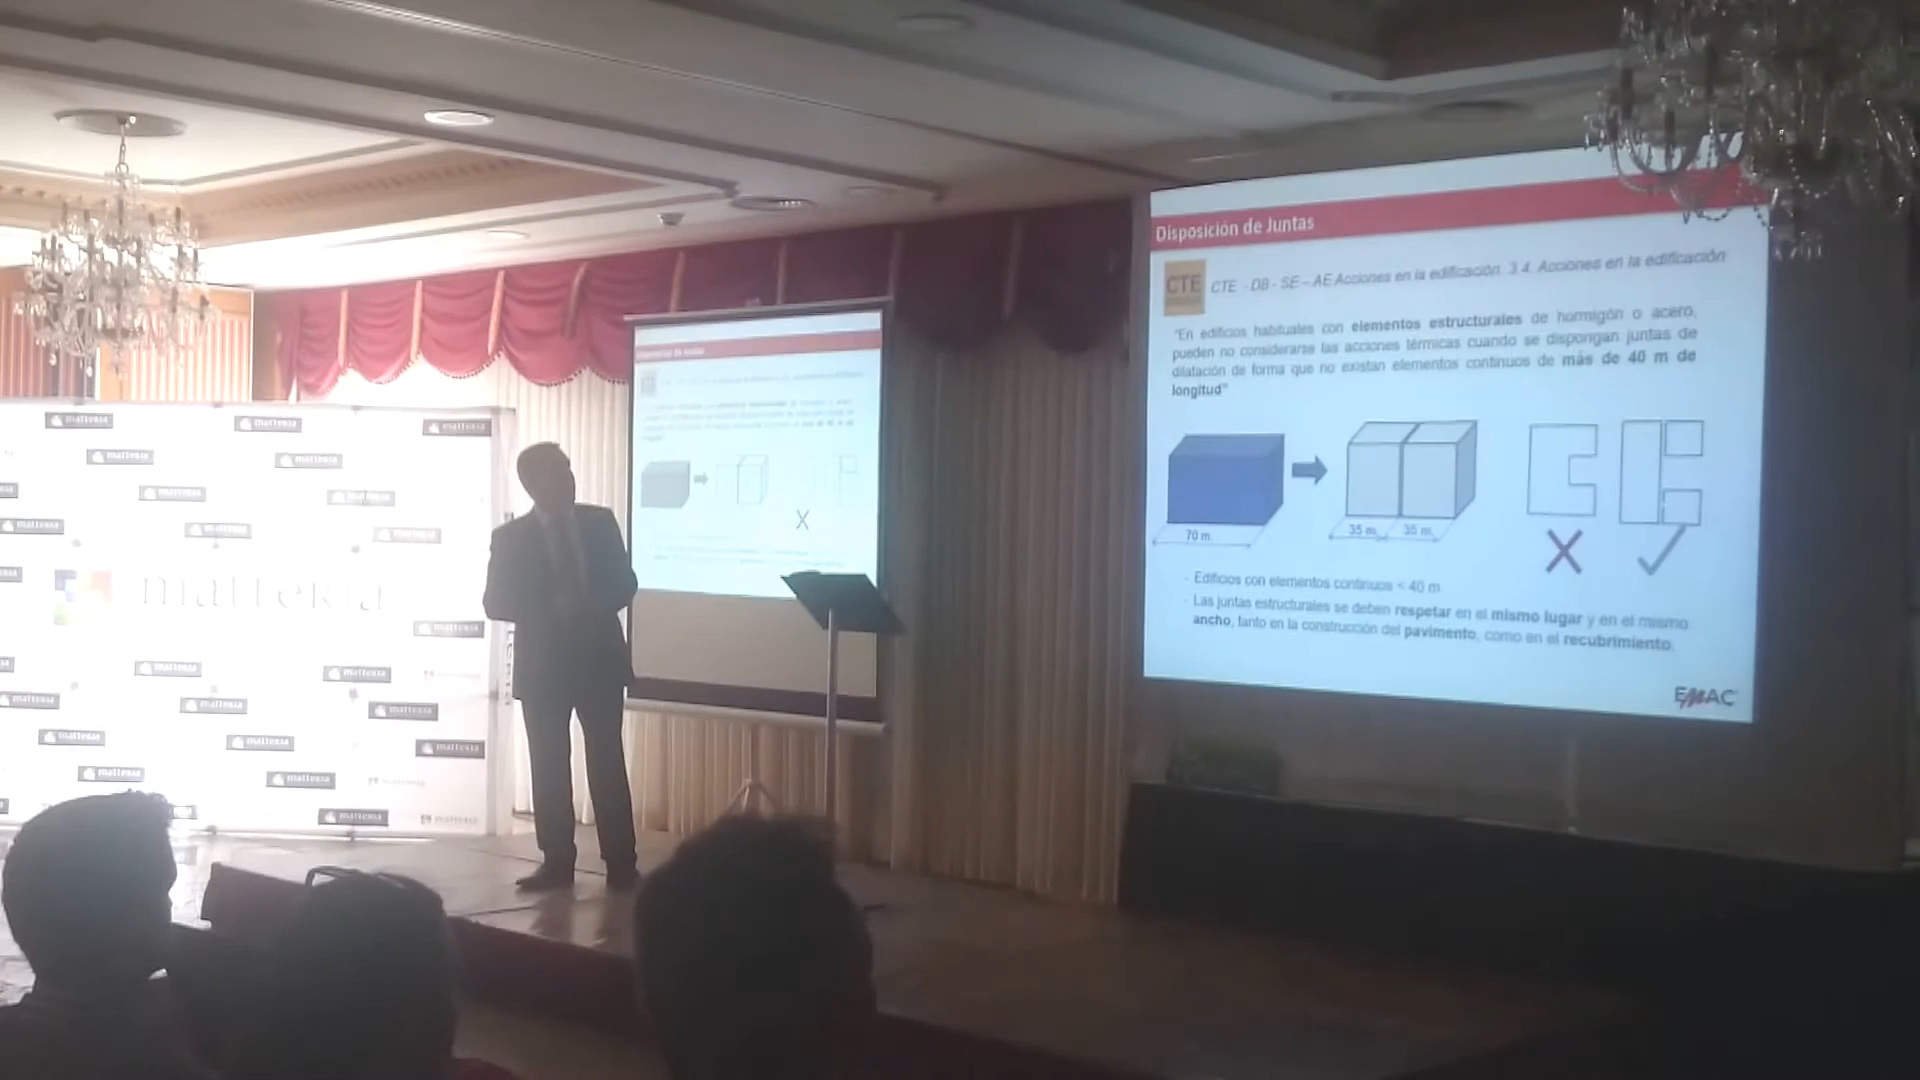 Disposición de Juntas
CTE
CTE - DB - SE – AE Acciones en la edificación. 3.4. Acciones en la edificación
"En edificios habituales con elementos estructurales de hormigón o acero,
pueden no considerarse las acciones térmicas cuando se dispongan juntas de
dilatación de forma que no existan elementos continuos de más de 40 m de
longitud"
70 m.
35 m.
35 m.
- Edificios con elementos continuos < 40 m
- Las juntas estructurales se deben respetar en el mismo lugar y en el mismo
ancho, tanto en la construcción del pavimento, como en el recubrimiento.
EMAC
matteria